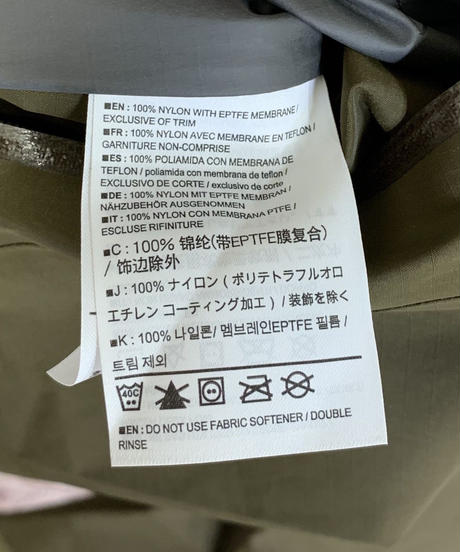 ■EN : 100% NYLON WITH EPTFE MEMBRANE /
EXCLUSIVE OF TRIM
■FR : 100% NYLON AVEC MEMBRANE EN TEFLON /
GARNITURE NON-COMPRISE
■ES : 100% POLIAMIDA CON MEMBRANA DE
TEFLON / poliamida con membrana de teflon /
EXCLUSIVO DE CORTE / exclusivo de corte
■DE : 100% NYLON MIT EPTFE MEMBRANE /
NÄHZUBEHÖR AUSGENOMMEN
■IT : 100% NYLON CON MEMBRANA PTFE /
ESCLUSE RIFINITURE
■C: 100% 锦纶(带EPTFE膜复合)
/ 饰边除外
■J : 100% ナイロン ( ポリテトラフルオロ
エチレン コーティング加工 ) / 装飾を除く
■K : 100% 나일론/ 멤브레인EPTFE 필름 /
트림 제외
40C
■EN : DO NOT USE FABRIC SOFTENER / DOUBLE
RINSE